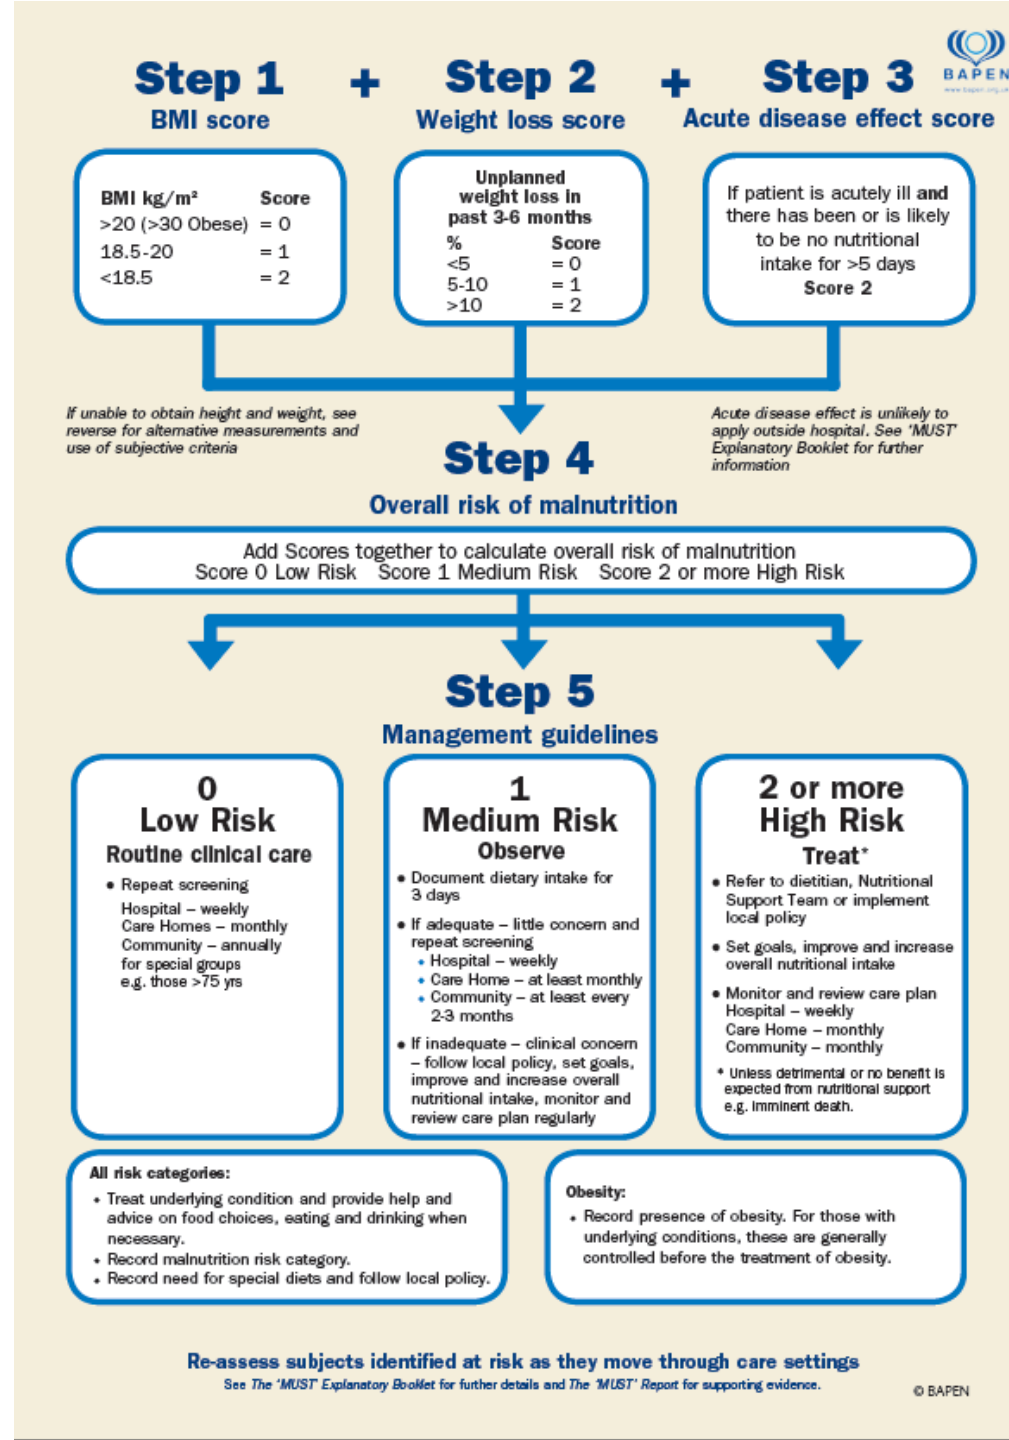 BAPEN
www.bapen.org.uk
Step 1 + Step 2 + Step 3
BMI score
Weight loss score
Acute disease effect score
BMI kg/m² Score
>20 (>30 Obese) = 0
18.5-20 = 1
<18.5 = 2
Unplanned
weight loss in
past 3-6 months
% Score
<5 = 0
5-10 = 1
>10 = 2
If patient is acutely ill and
there has been or is likely
to be no nutritional
intake for >5 days
Score 2
If unable to obtain height and weight, see
reverse for alternative measurements and
use of subjective criteria
Acute disease effect is unlikely to
apply outside hospital. See 'MUST'
Explanatory Booklet for further
information
Step 4
Overall risk of malnutrition
Add Scores together to calculate overall risk of malnutrition
Score 0 Low Risk Score 1 Medium Risk Score 2 or more High Risk
Step 5
Management guidelines
0
Low Risk
Routine clinical care
• Repeat screening
Hospital – weekly
Care Homes – monthly
Community – annually
for special groups
e.g. those >75 yrs
1
Medium Risk
Observe
• Document dietary intake for
3 days
• If adequate – little concern and
repeat screening
• Hospital – weekly
• Care Home – at least monthly
• Community – at least every
2-3 months
• If inadequate – clinical concern
– follow local policy, set goals,
improve and increase overall
nutritional intake, monitor and
review care plan regularly
2 or more
High Risk
Treat*
• Refer to dietitian, Nutritional
Support Team or implement
local policy
• Set goals, improve and increase
overall nutritional intake
• Monitor and review care plan
Hospital – weekly
Care Home – monthly
Community – monthly
* Unless detrimental or no benefit is
expected from nutritional support
e.g. imminent death.
All risk categories:
• Treat underlying condition and provide help and
advice on food choices, eating and drinking when
necessary.
• Record malnutrition risk category.
• Record need for special diets and follow local policy.
Obesity:
• Record presence of obesity. For those with
underlying conditions, these are generally
controlled before the treatment of obesity.
Re-assess subjects identified at risk as they move through care settings
See The 'MUST' Explanatory Booklet for further details and The 'MUST' Report for supporting evidence.
© BAPEN